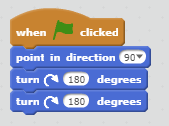 when clicked
point in direction 90
turn 180 degrees
turn 180 degrees